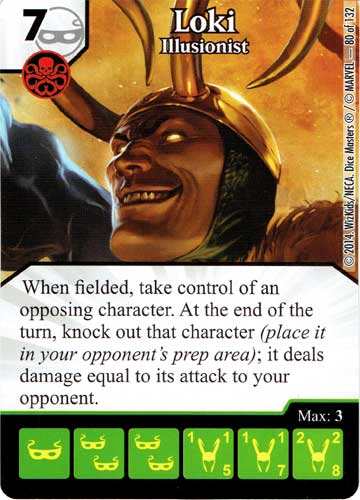 7
Loki
Illusionist
© 2014 WizKids/NECA. Dice Masters ® / © MARVEL — 80 of 132
When fielded, take control of an
opposing character. At the end of the
turn, knock out that character (place it
in your opponent's prep area); it deals
damage equal to its attack to your
opponent.
Max: 3
1 1 5
1 1 7
2 2 8